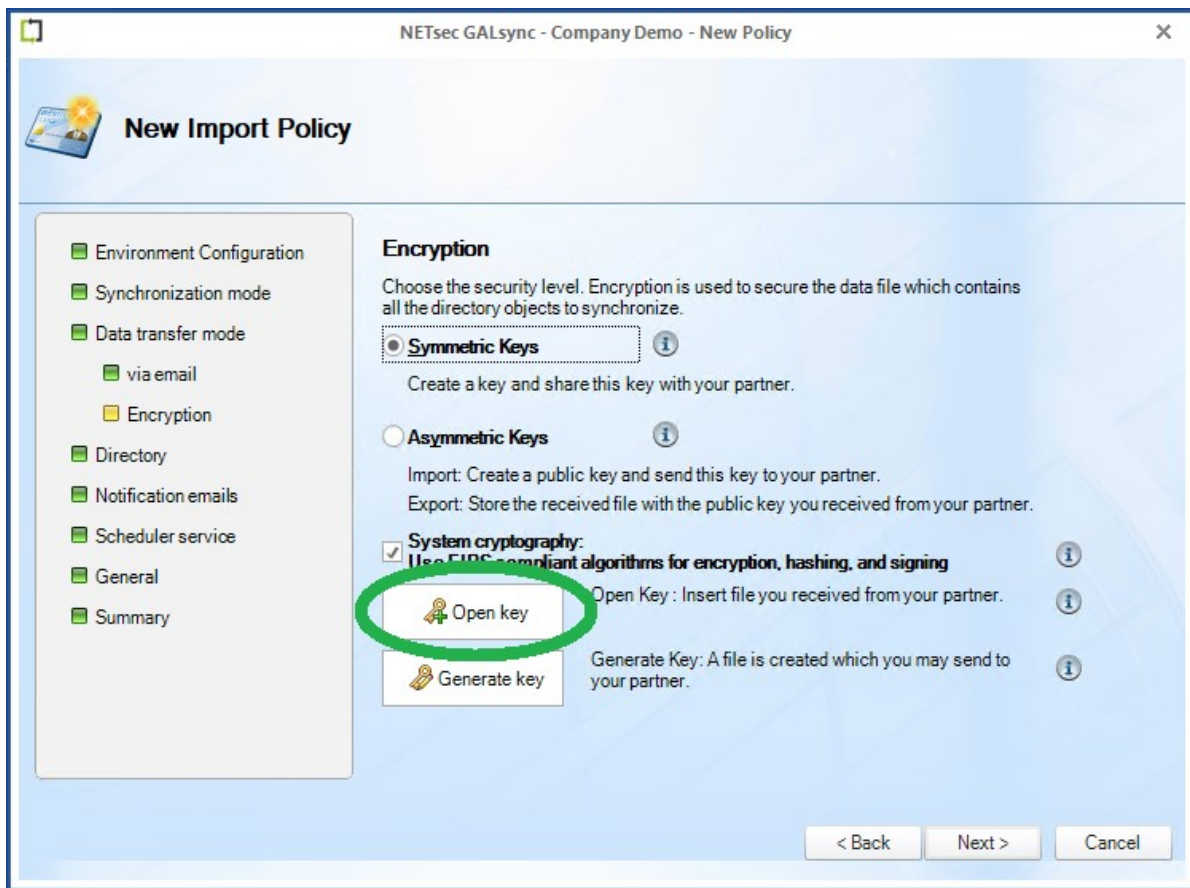 NETsec GALsync - Company Demo - New Policy
New Import Policy
Environment Configuration
Synchronization mode
Data transfer mode
via email
Encryption
Directory
Notification emails
Scheduler service
General
Summary
Encryption
Choose the security level. Encryption is used to secure the data file which contains
all the directory objects to synchronize.
Symmetric Keys
Create a key and share this key with your partner.
Asymmetric Keys
Import: Create a public key and send this key to your partner.
Export: Store the received file with the public key you received from your partner.
System cryptography:
Use FIPS compliant algorithms for encryption, hashing, and signing
Open key
Open Key : Insert file you received from your partner.
Generate key
Generate Key: A file is created which you may send to
your partner.
< Back
Next >
Cancel